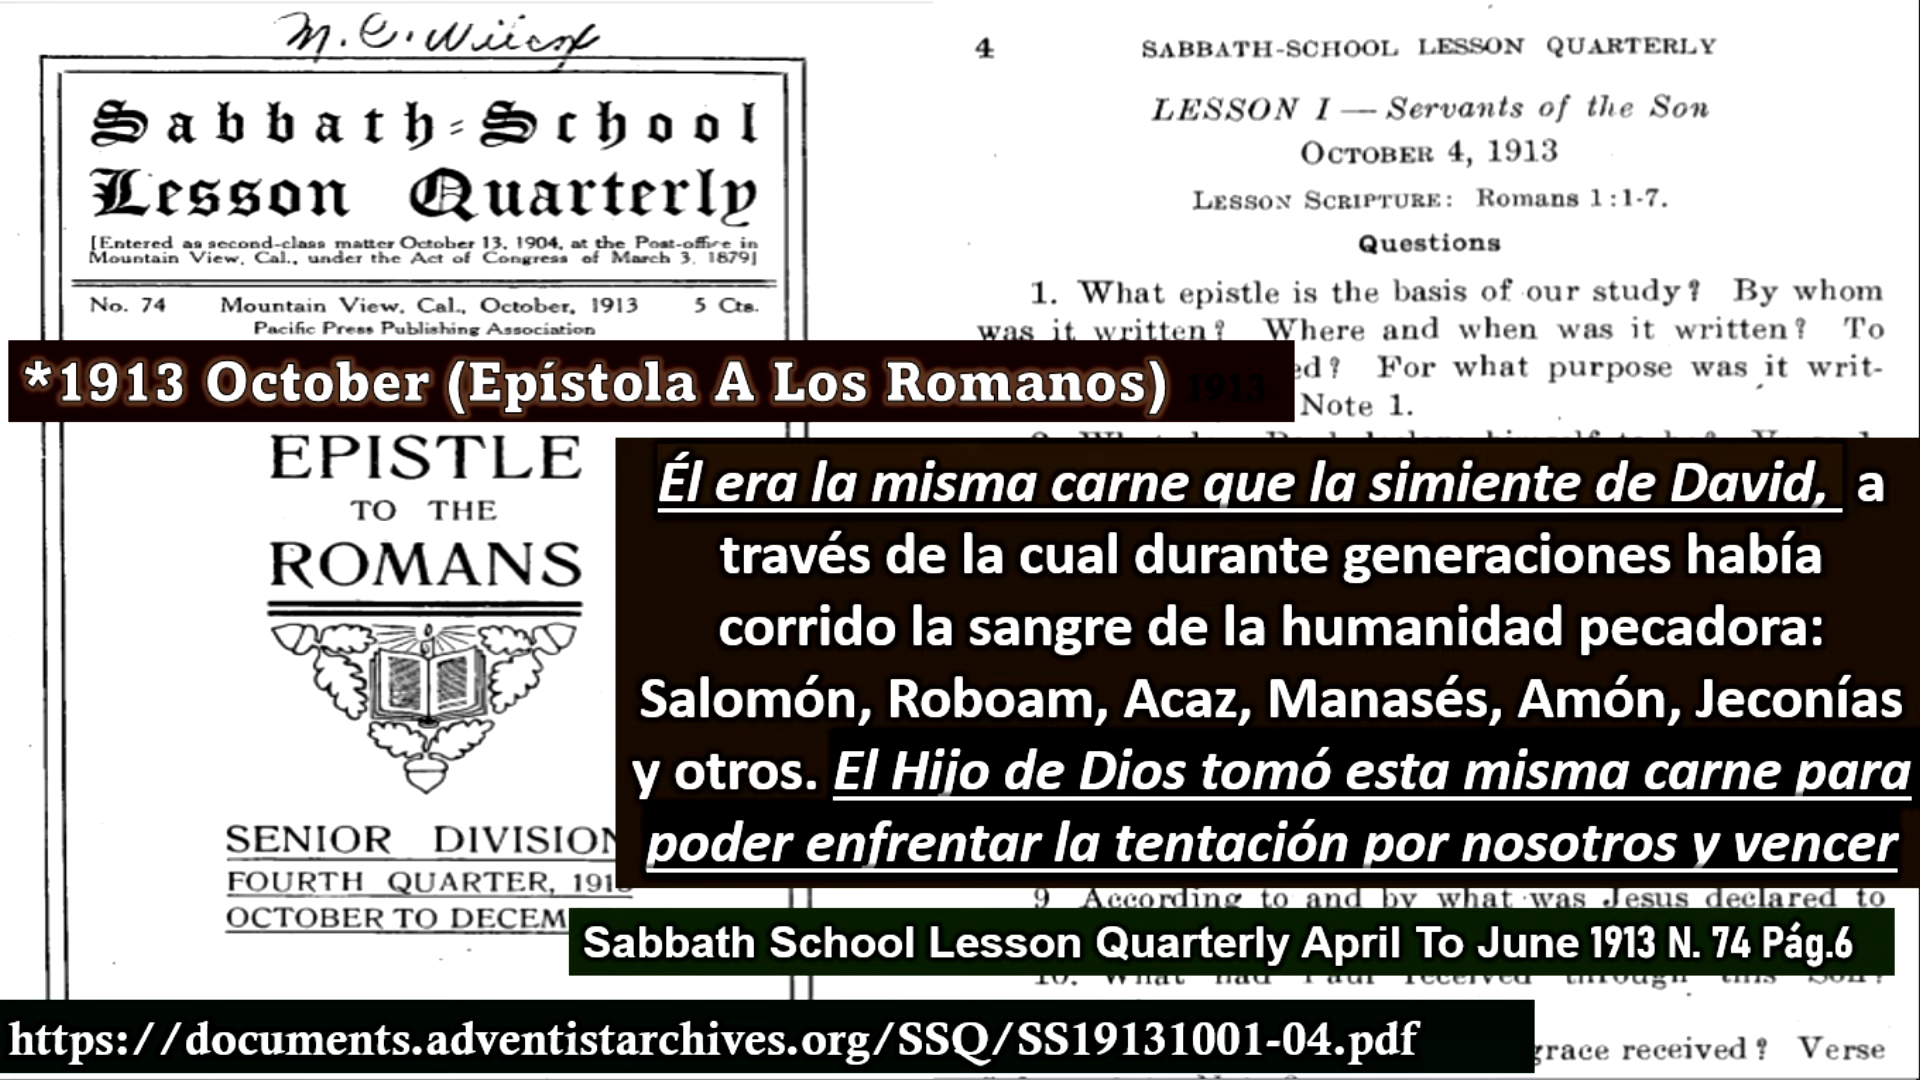 M. C. Wilcox
Sabbath-School
Lesson Quarterly
[Entered as second-class matter October 13, 1904, at the Post-office in
Mountain View, Cal., under the Act of Congress of March 3, 1879]
No. 74 Mountain View, Cal., October, 1913 5 Cts.
Pacific Press Publishing Association
*1913 October (Epístola A Los Romanos) 1913
EPISTLE
TO THE
ROMANS
SENIOR DIVISION
FOURTH QUARTER, 191
OCTOBER TO DECEM
4 SABBATH-SCHOOL LESSON QUARTERLY
LESSON I — Servants of the Son
OCTOBER 4, 1913
LESSON SCRIPTURE: Romans 1:1-7.
Questions
1. What epistle is the basis of our study? By whom
was it written? Where and when was it written? To
ed? For what purpose was it writ-
Note 1.
Él era la misma carne que la simiente de David, a
través de la cual durante generaciones había
corrido la sangre de la humanidad pecadora:
Salomón, Roboam, Acaz, Manasés, Amón, Jeconías
y otros. El Hijo de Dios tomó esta misma carne para
poder enfrentar la tentación por nosotros y vencer
9 According to and by what was Jesus declared to
Sabbath School Lesson Quarterly April To June 1913 N. 74 Pág.6
10. What had Paul received through this Son?
https://documents.adventistarchives.org/SSQ/SS19131001-04.pdf
grace received? Verse